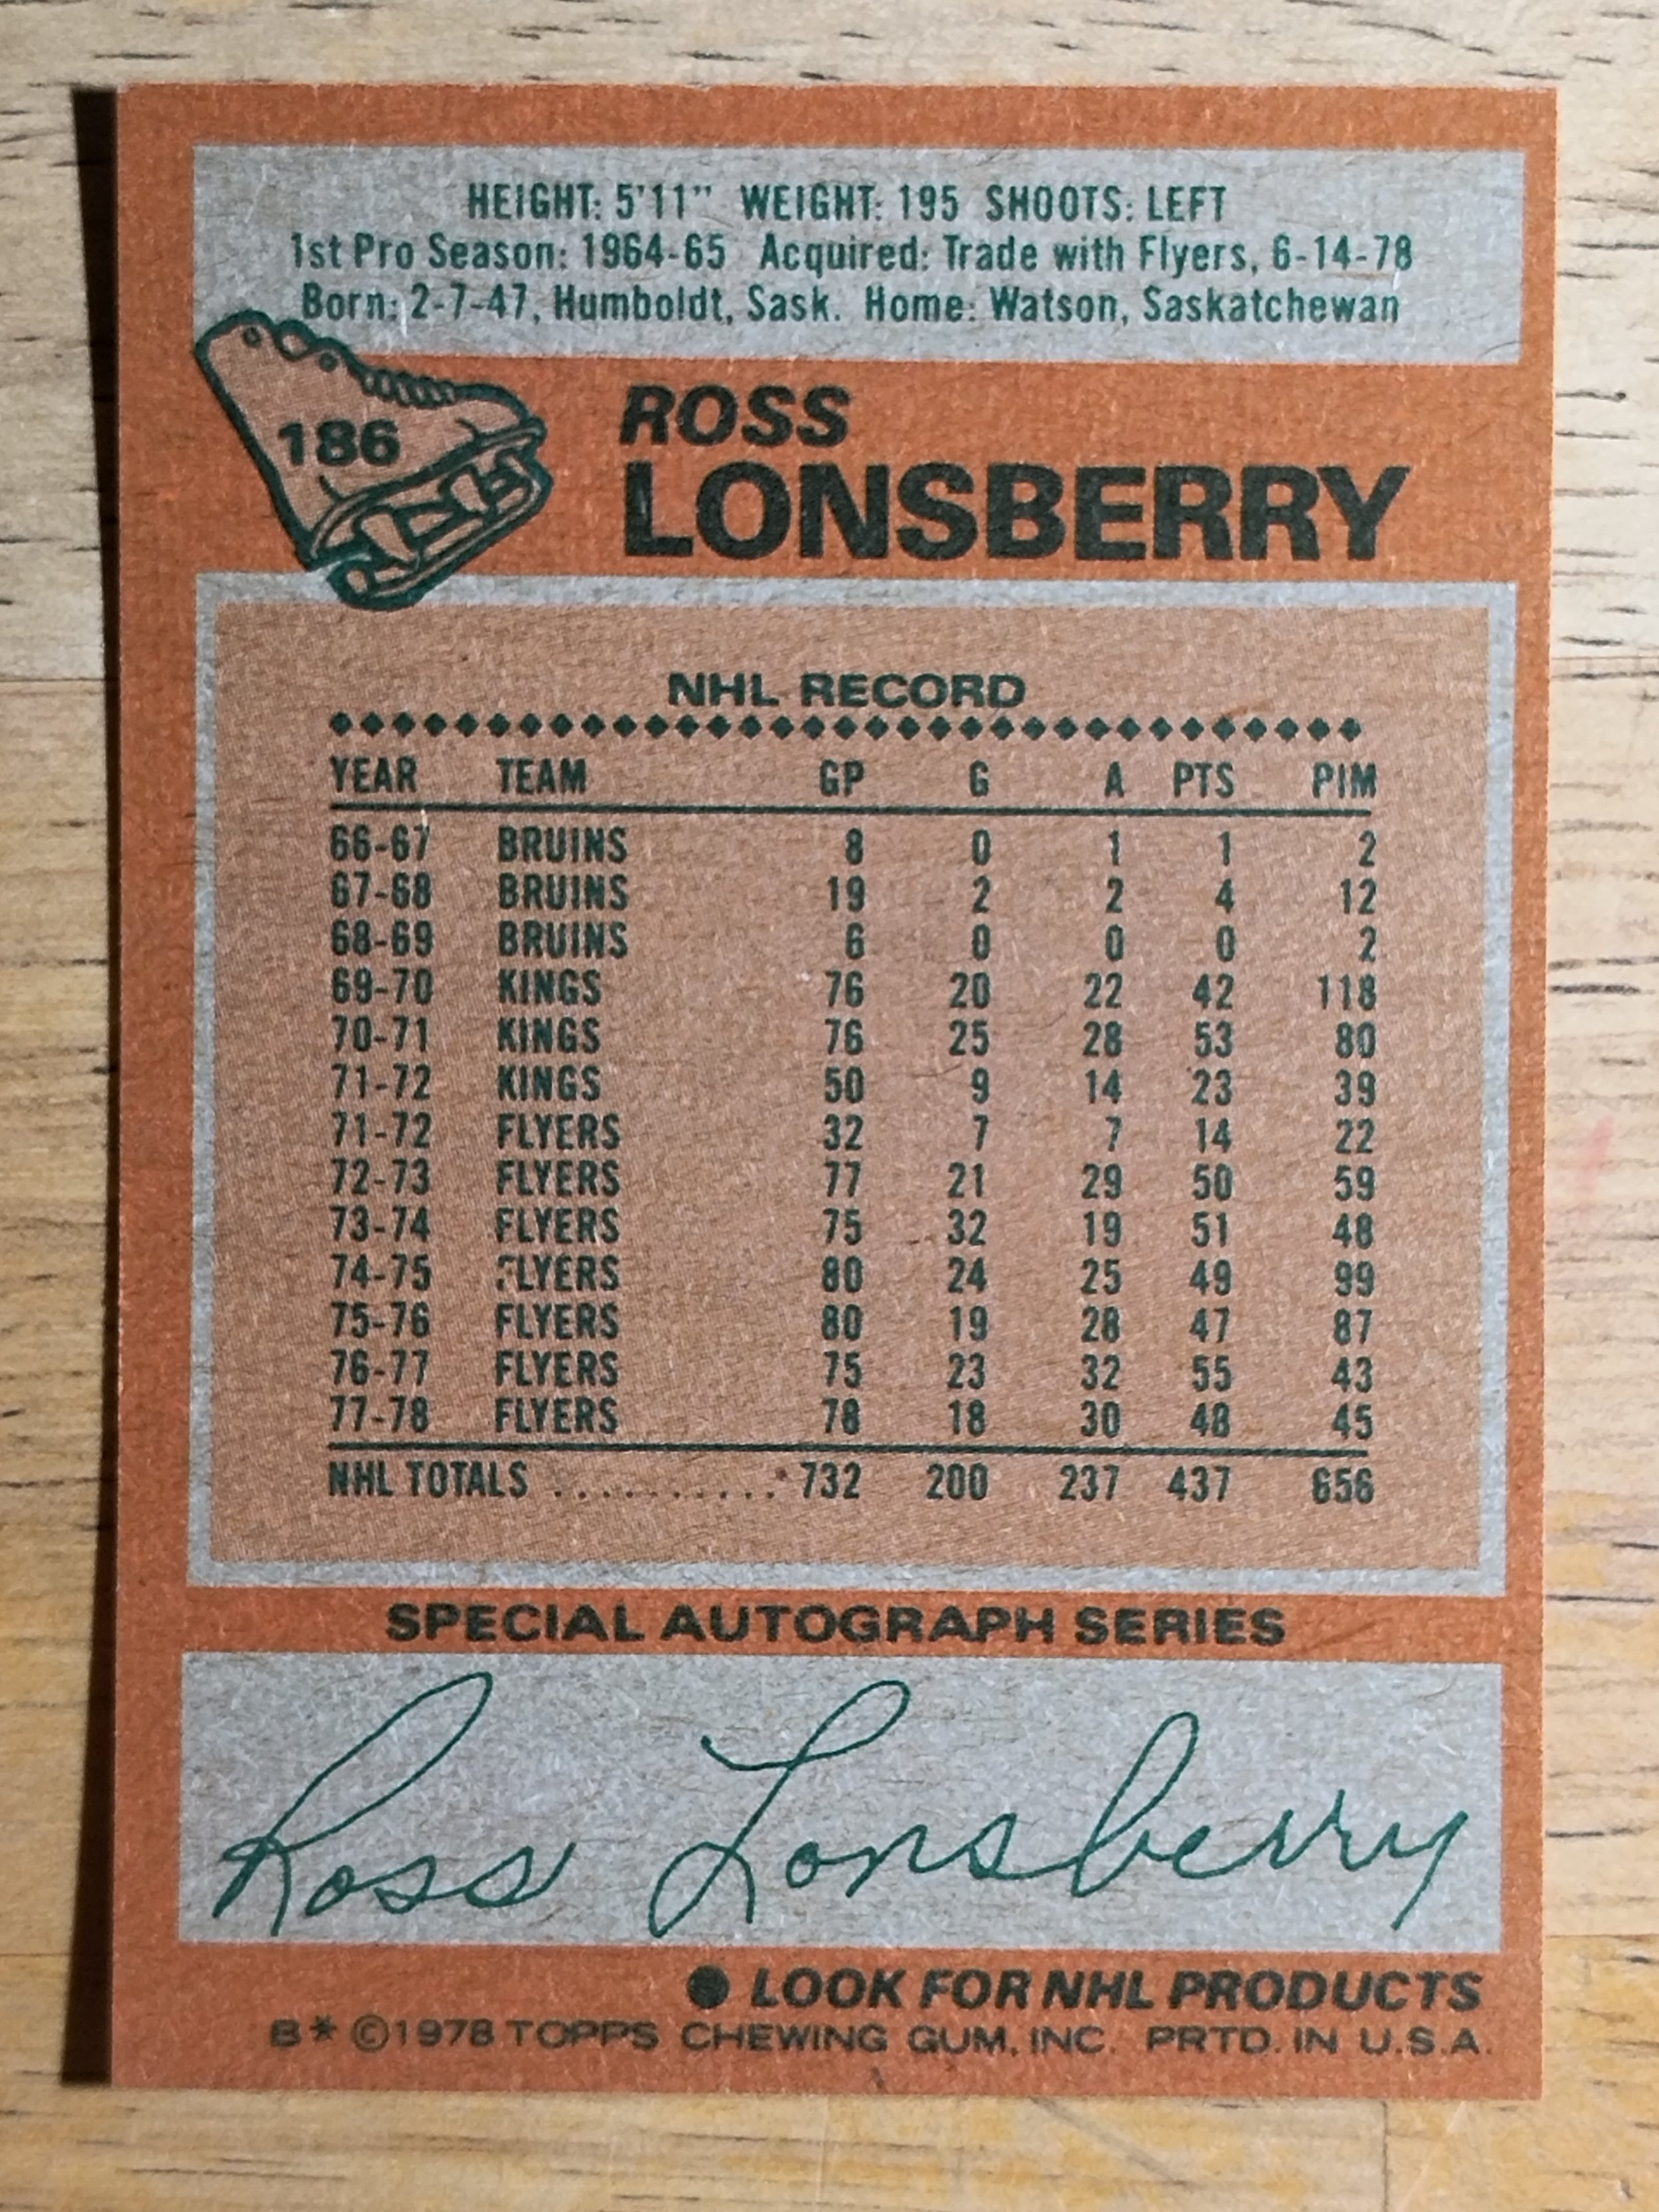 HEIGHT: 5'11" WEIGHT: 195 SHOOTS: LEFT
1st Pro Season: 1964-65 Acquired: Trade with Flyers, 6-14-78
Born: 2-7-47, Humboldt, Sask. Home: Watson, Saskatchewan
186
ROSS
LONSBERRY
NHL RECORD
YEAR TEAM GP G A PTS PIM
66-67 BRUINS 8 0 1 1 2
67-68 BRUINS 19 2 2 4 12
68-69 BRUINS 6 0 0 0 2
69-70 KINGS 76 20 22 42 118
70-71 KINGS 76 25 28 53 80
71-72 KINGS 50 9 14 23 39
71-72 FLYERS 32 7 7 14 22
72-73 FLYERS 77 21 29 50 59
73-74 FLYERS 75 32 19 51 48
74-75 FLYERS 80 24 25 49 99
75-76 FLYERS 80 19 28 47 87
76-77 FLYERS 75 23 32 55 43
77-78 FLYERS 78 18 30 48 45
NHL TOTALS .......... 732 200 237 437 656
SPECIAL AUTOGRAPH SERIES
Ross Lonsberry
● LOOK FOR NHL PRODUCTS
B* ©1978 TOPPS CHEWING GUM, INC. PRTD. IN U.S.A.